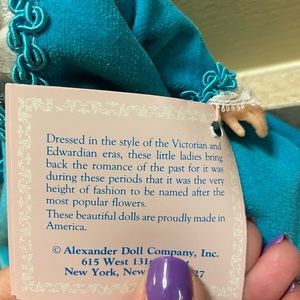 Dressed in the style of the Victorian and
Edwardian eras, these little ladies bring
back the romance of the past for it was
during these periods that it was the very
height of fashion to be named after the
most popular flowers.
These beautiful dolls are proudly made in
America.
© Alexander Doll Company, Inc.
615 West 131
New York, New 27